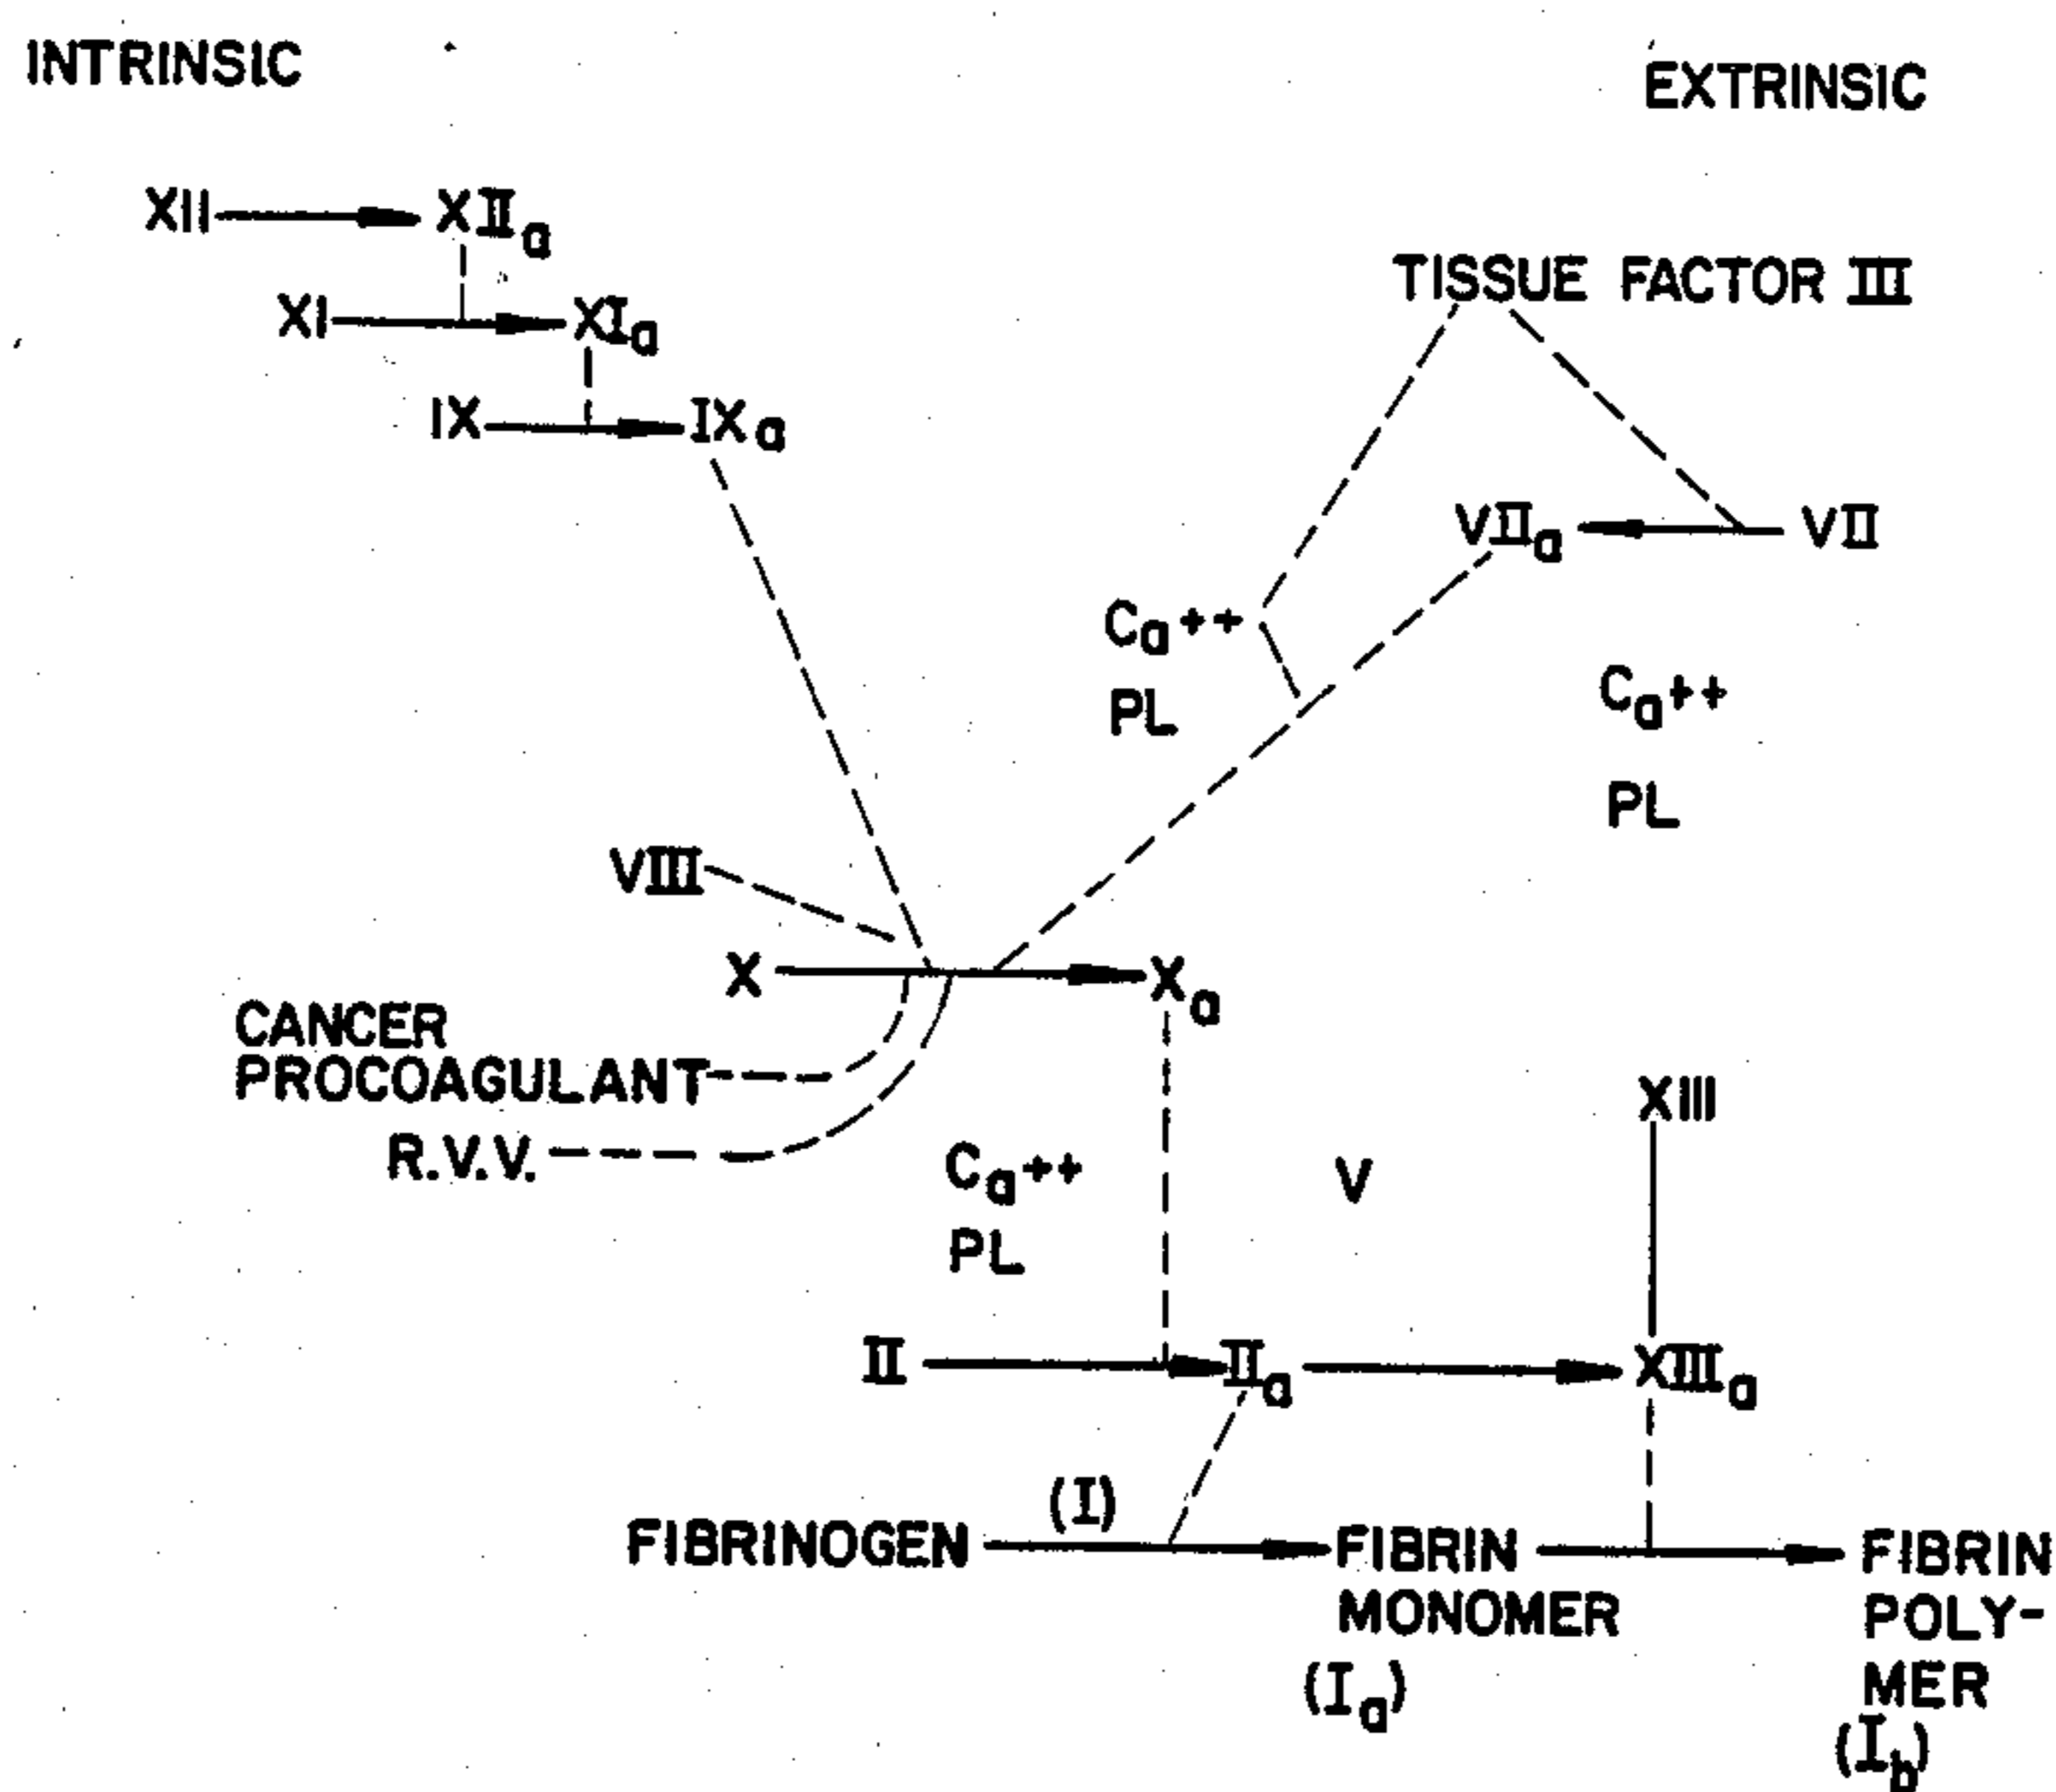 INTRINSIC
EXTRINSIC
XII XIIa
TISSUE FACTOR III
XI XIa
IX IXa
VIIa VII
Ca++
PL
Ca++
PL
VIII
X Xa
CANCER
PROCOAGULANT
R.V.V.
Ca++
PL
V
XIII
II IIa XIIIa
(I)
FIBRINOGEN FIBRIN
MONOMER
(Ia)
FIBRIN
POLY-
MER
(Ib)